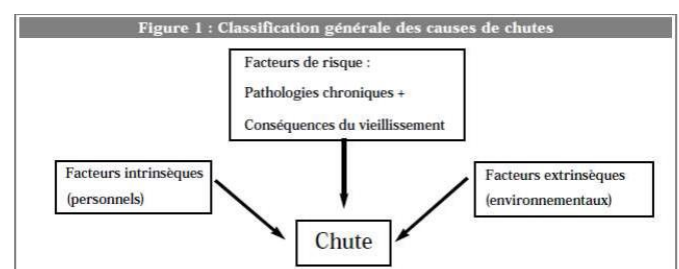 Figure 1 : Classification générale des causes de chutes
Facteurs de risque :
Pathologies chroniques +
Conséquences du vieillissement
Facteurs intrinsèques
(personnels)
Facteurs extrinsèques
(environnementaux)
Chute